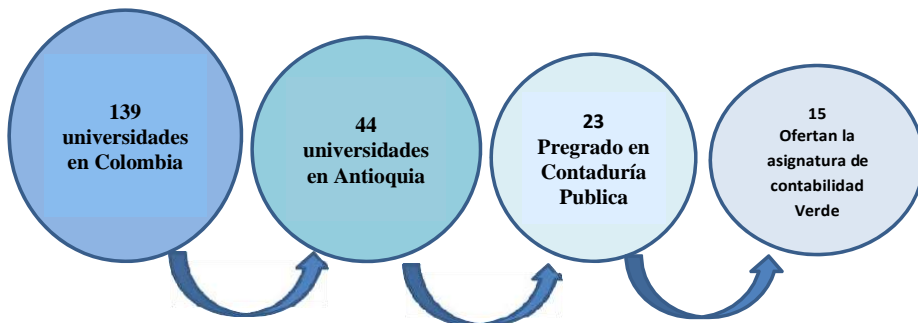 139
universidades
en Colombia
44
universidades
en Antioquia
23
Pregrado en
Contaduría
Publica
15
Ofertan la
asignatura de
contabilidad
Verde